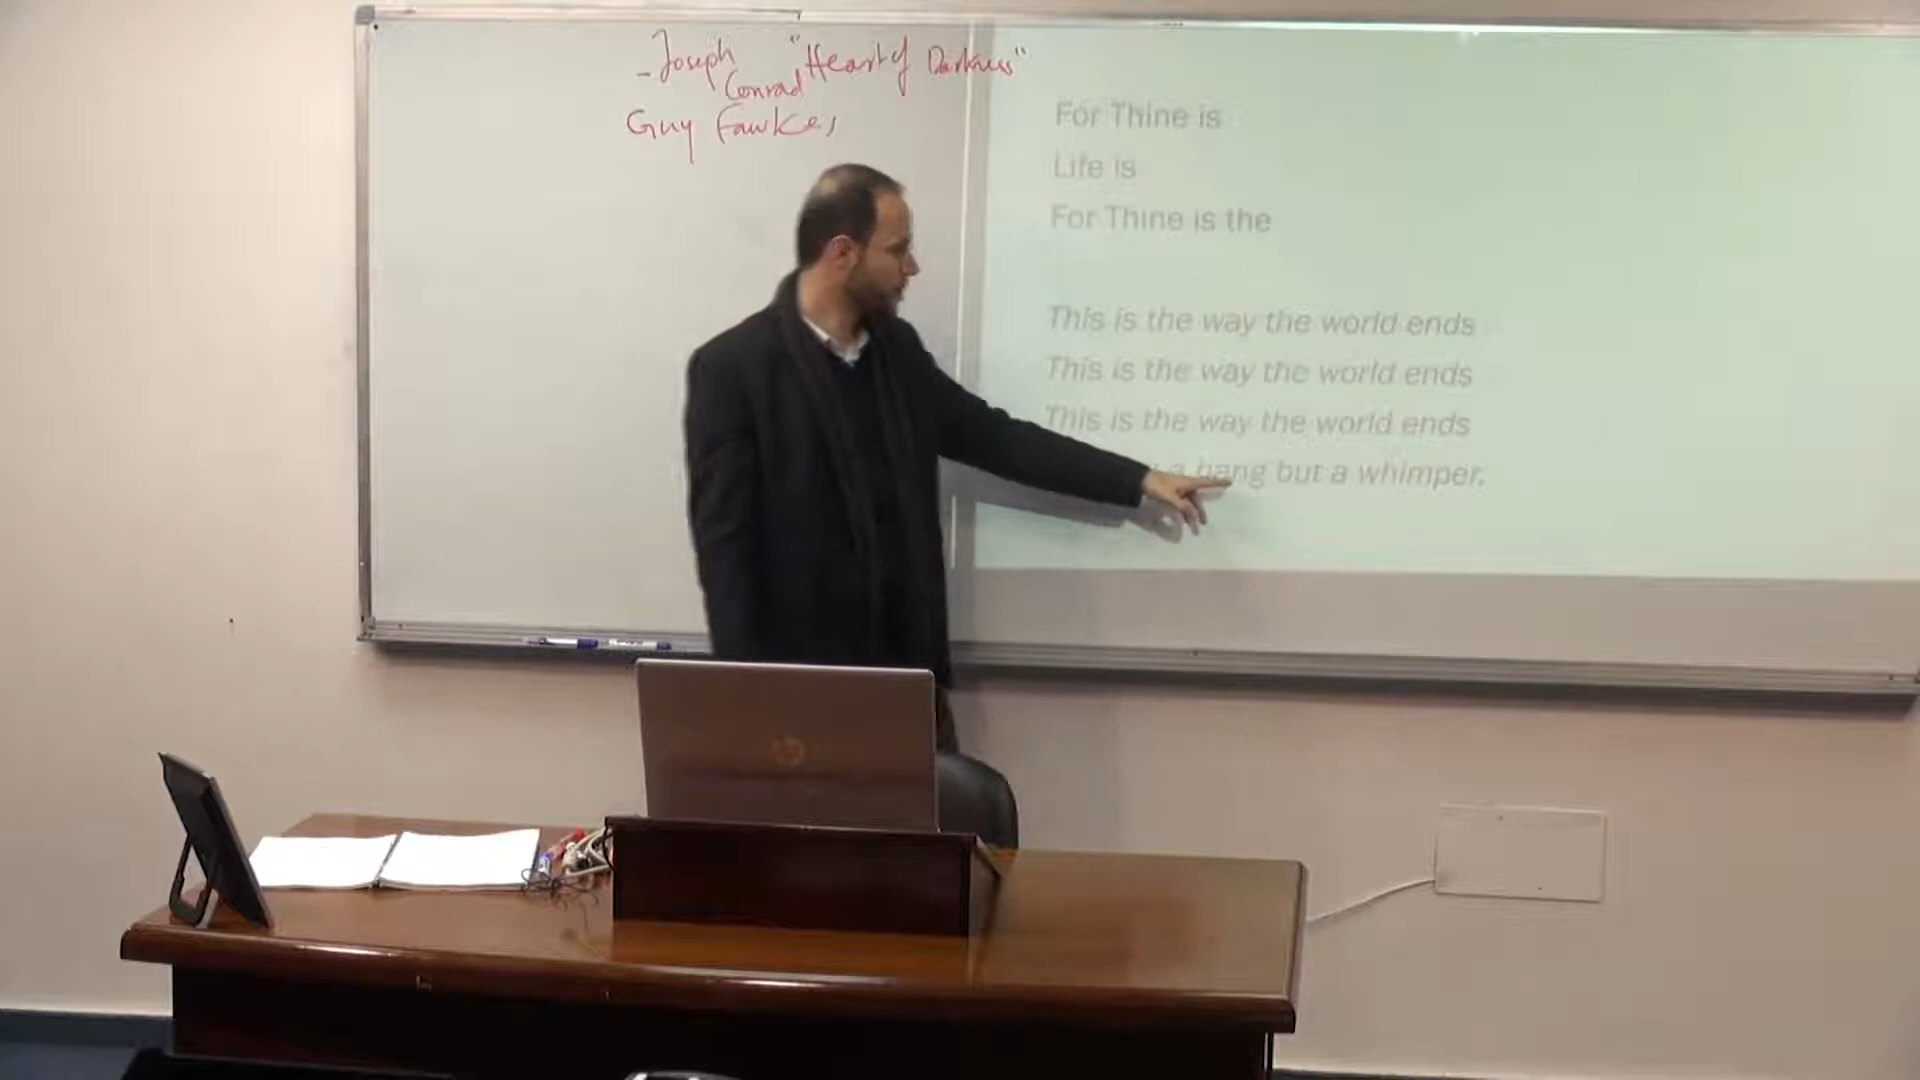 - Joseph Conrad "Heart of Darkness"
Guy Fawkes
For Thine is
Life is
For Thine is the
This is the way the world ends
This is the way the world ends
This is the way the world ends
a bang but a whimper.